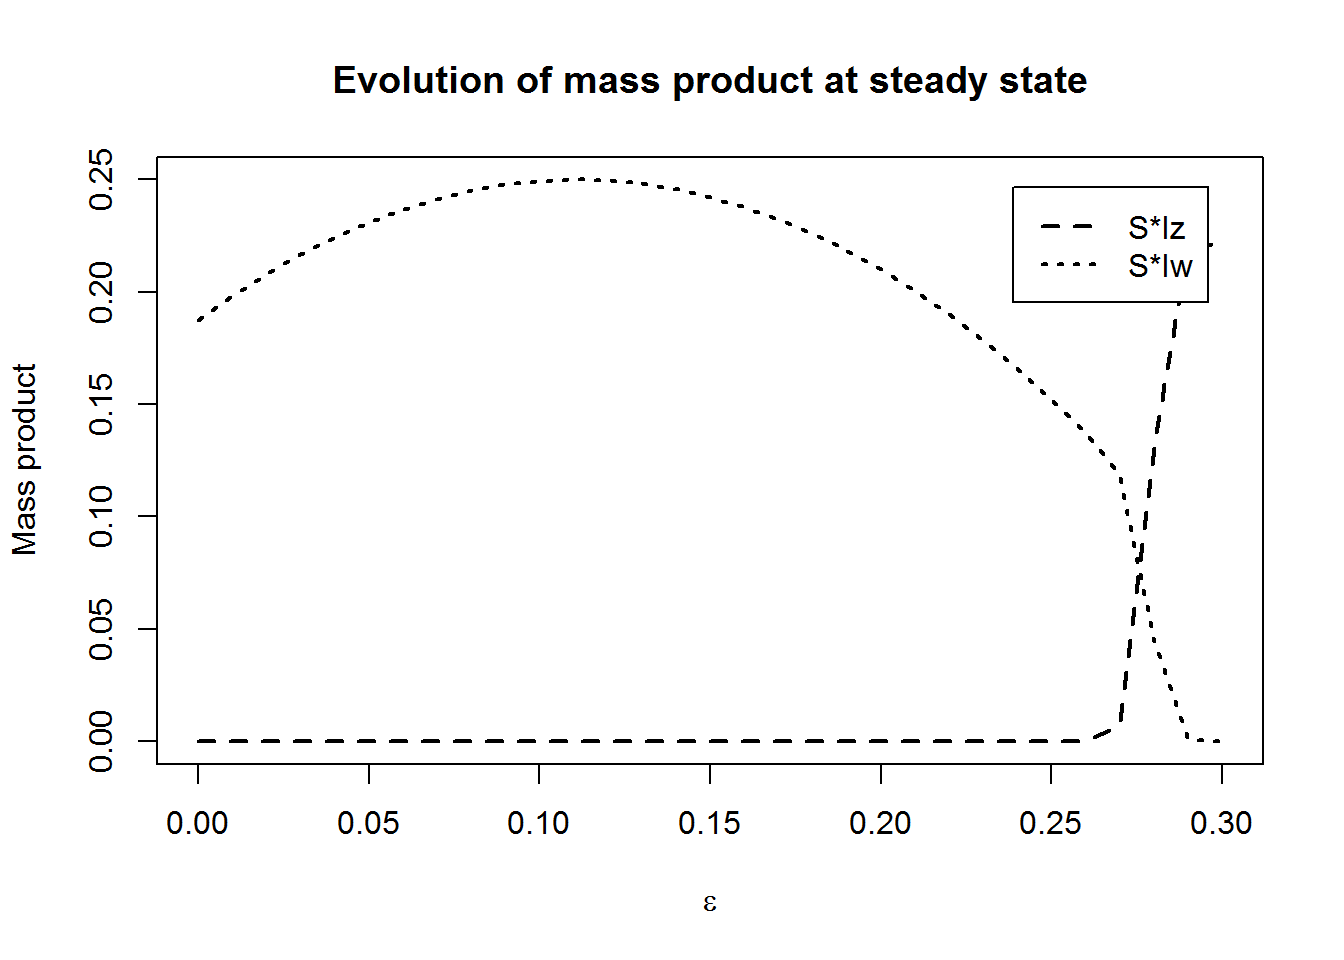 Evolution of mass product at steady state
Mass product
0.25
0.20
0.15
0.10
0.05
0.00
S*Iz
S*Iw
0.00 0.05 0.10 0.15 0.20 0.25 0.30
ε